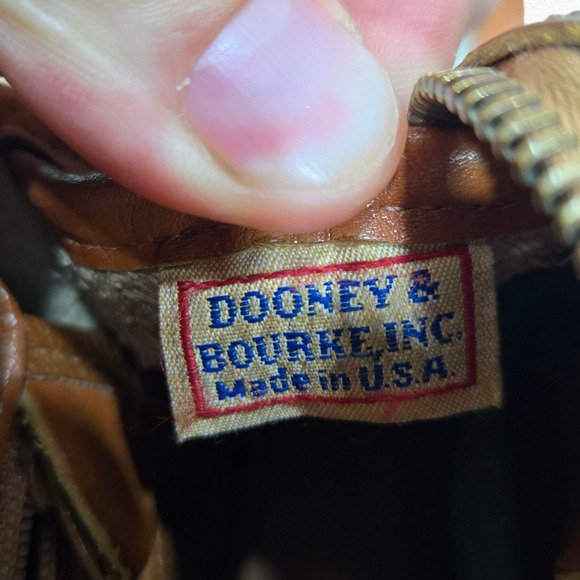 DOONEY &
BOURKE, INC.
Made in U.S.A.